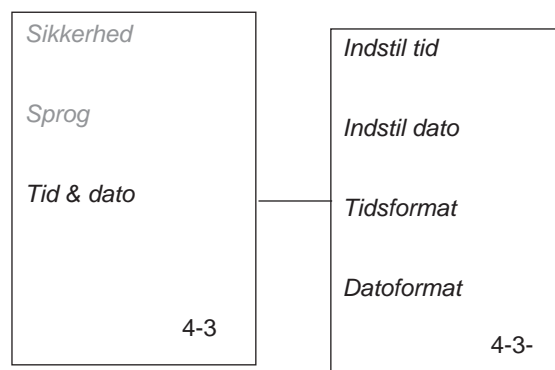 Sikkerhed
Sprog
Tid & dato
4-3
Indstil tid
Indstil dato
Tidsformat
Datoformat
4-3-